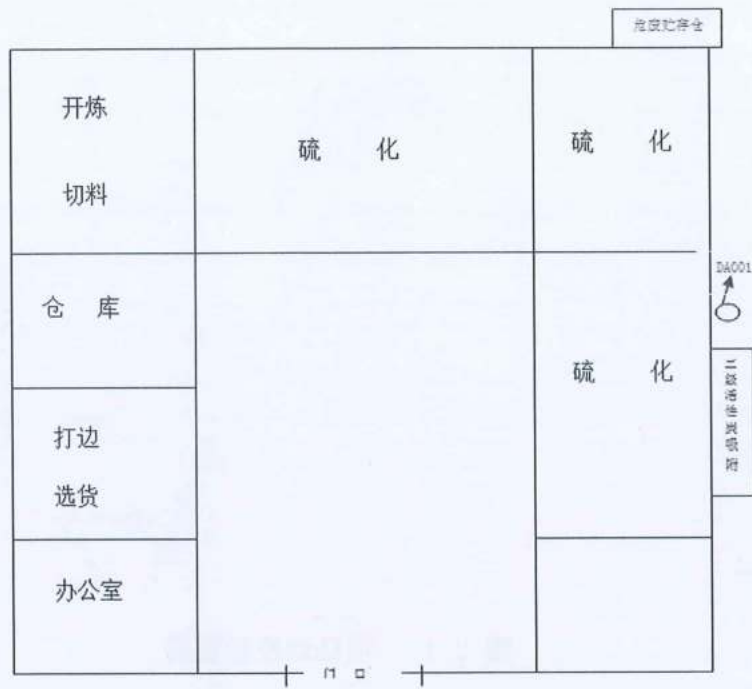 危废贮存仓
开炼
硫 化
硫 化
切料
DA001
仓 库
硫 化
二级活性炭吸附塔
打边
选货
办公室
门 口